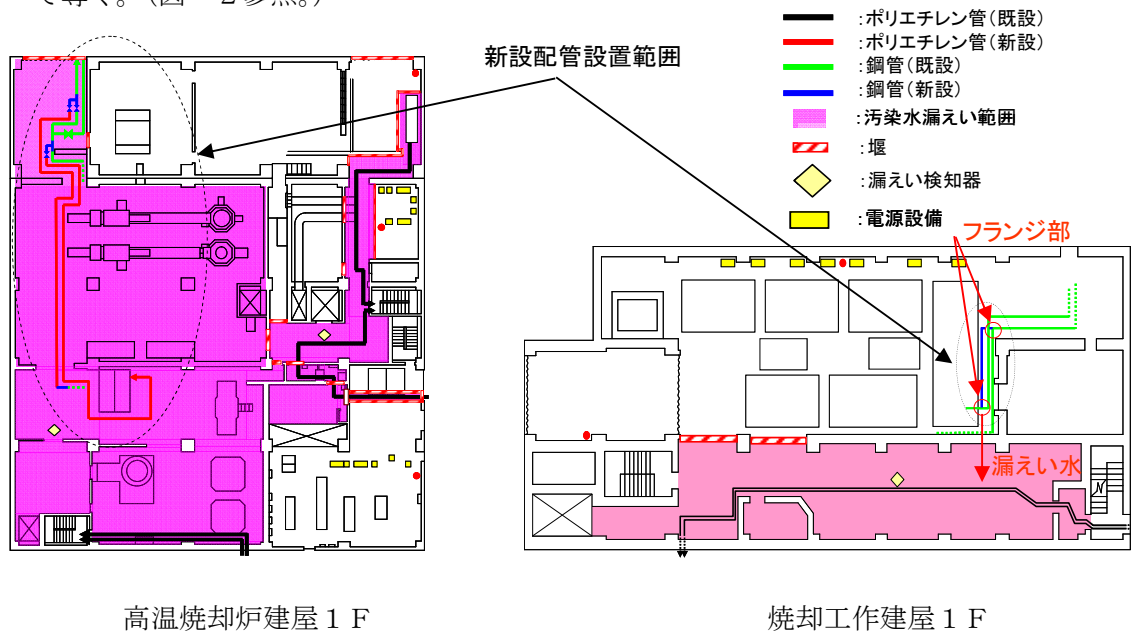 て導く。(図－2参照。)
新設配管設置範囲
:ポリエチレン管(既設)
:ポリエチレン管(新設)
:鋼管(既設)
:鋼管(新設)
:汚染水漏えい範囲
:堰
:漏えい検知器
:電源設備
フランジ部
漏えい水
高温焼却炉建屋１Ｆ
焼却工作建屋１Ｆ